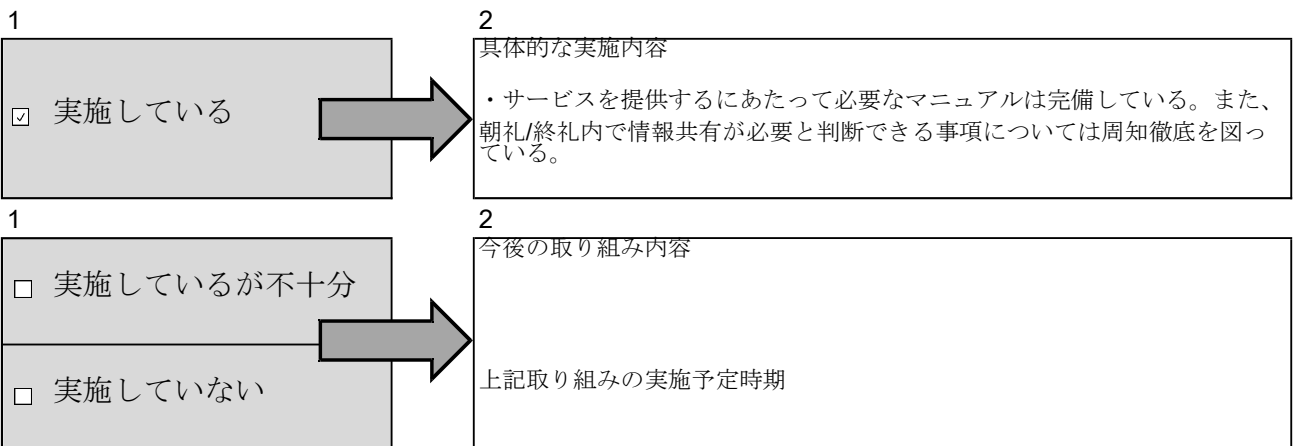 1
2
具体的な実施内容
実施している
・サービスを提供するにあたって必要なマニュアルは完備している。また、
朝礼/終礼内で情報共有が必要と判断できる事項については周知徹底を図っ
ている。
1
2
今後の取り組み内容
実施しているが不十分
上記取り組みの実施予定時期
実施していない